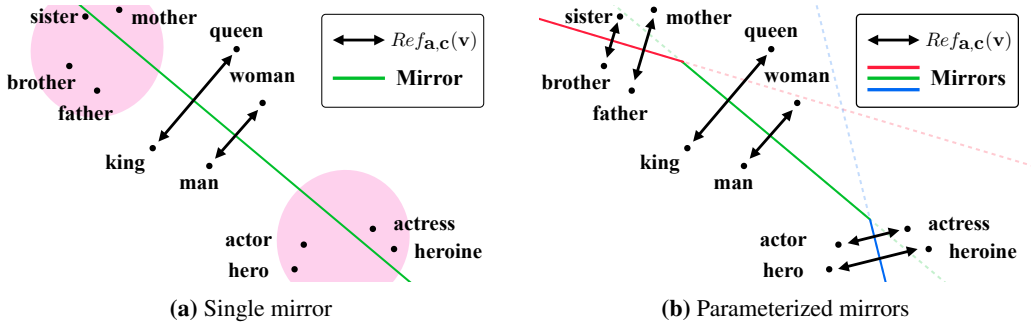 sister
mother
queen
woman
brother
father
king
man
actress
actor
heroine
hero
Ref_{a,c}(v)
Mirror
(a) Single mirror
sister
mother
queen
woman
brother
father
king
man
actress
actor
heroine
hero
Ref_{a,c}(v)
Mirrors
(b) Parameterized mirrors